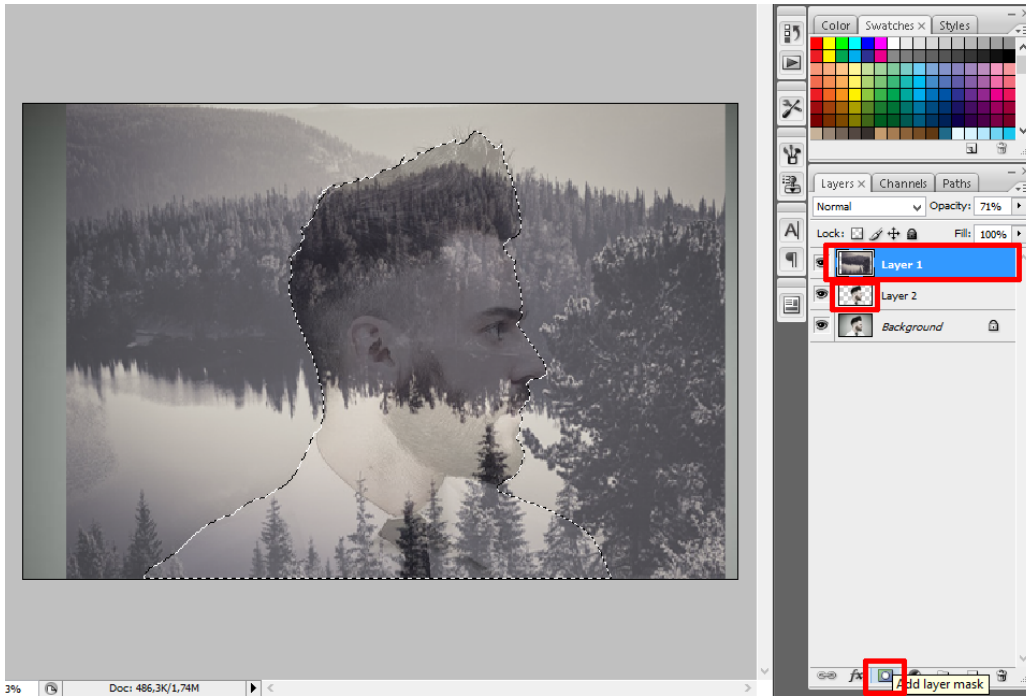 Color Swatches × Styles
Layers × Channels Paths
Normal Opacity: 71%
Lock: Fill: 100%
Layer 1
Layer 2
Background
3% Doc: 486,3K/1,74M
fx
Add layer mask